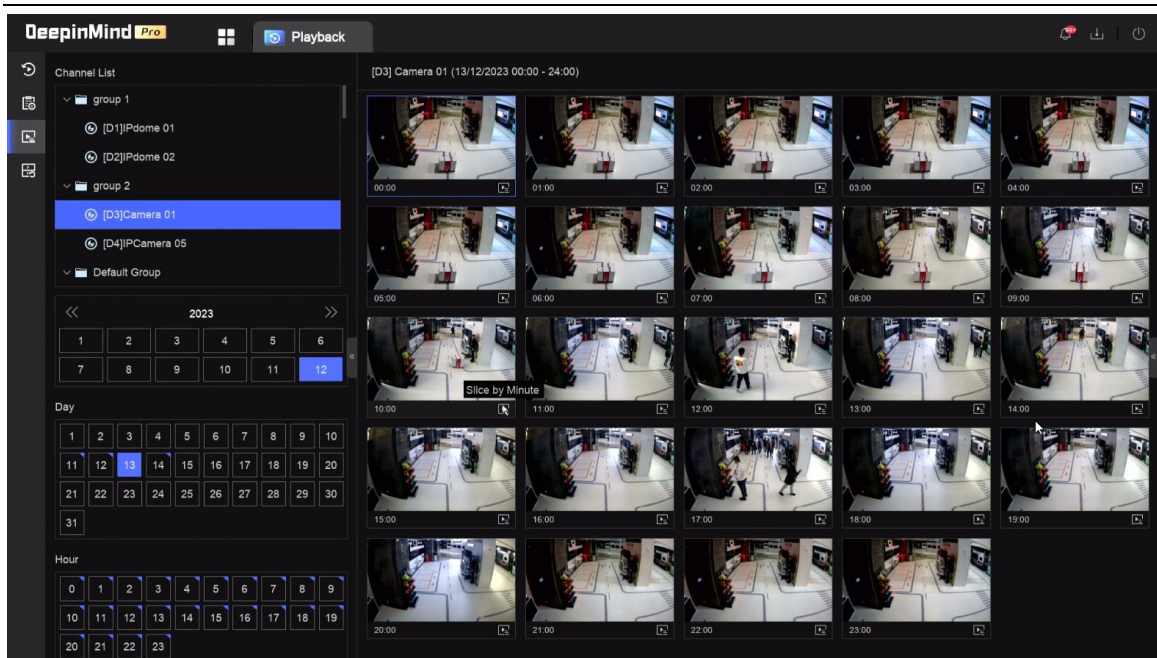 DeepinMind Pro
Playback
Channel List
group 1
[D1]IPdome 01
[D2]IPdome 02
group 2
[D3]Camera 01
[D4]IPCamera 05
Default Group
2023
1 2 3 4 5 6
7 8 9 10 11 12
Day
1 2 3 4 5 6 7 8 9 10
11 12 13 14 15 16 17 18 19 20
21 22 23 24 25 26 27 28 29 30
31
Hour
0 1 2 3 4 5 6 7 8 9
10 11 12 13 14 15 16 17 18 19
20 21 22 23
[D3] Camera 01 (13/12/2023 00:00 - 24:00)
00:00 01:00 02:00 03:00 04:00
05:00 06:00 07:00 08:00 09:00
Slice by Minute
10:00 11:00 12:00 13:00 14:00
15:00 16:00 17:00 18:00 19:00
20:00 21:00 22:00 23:00